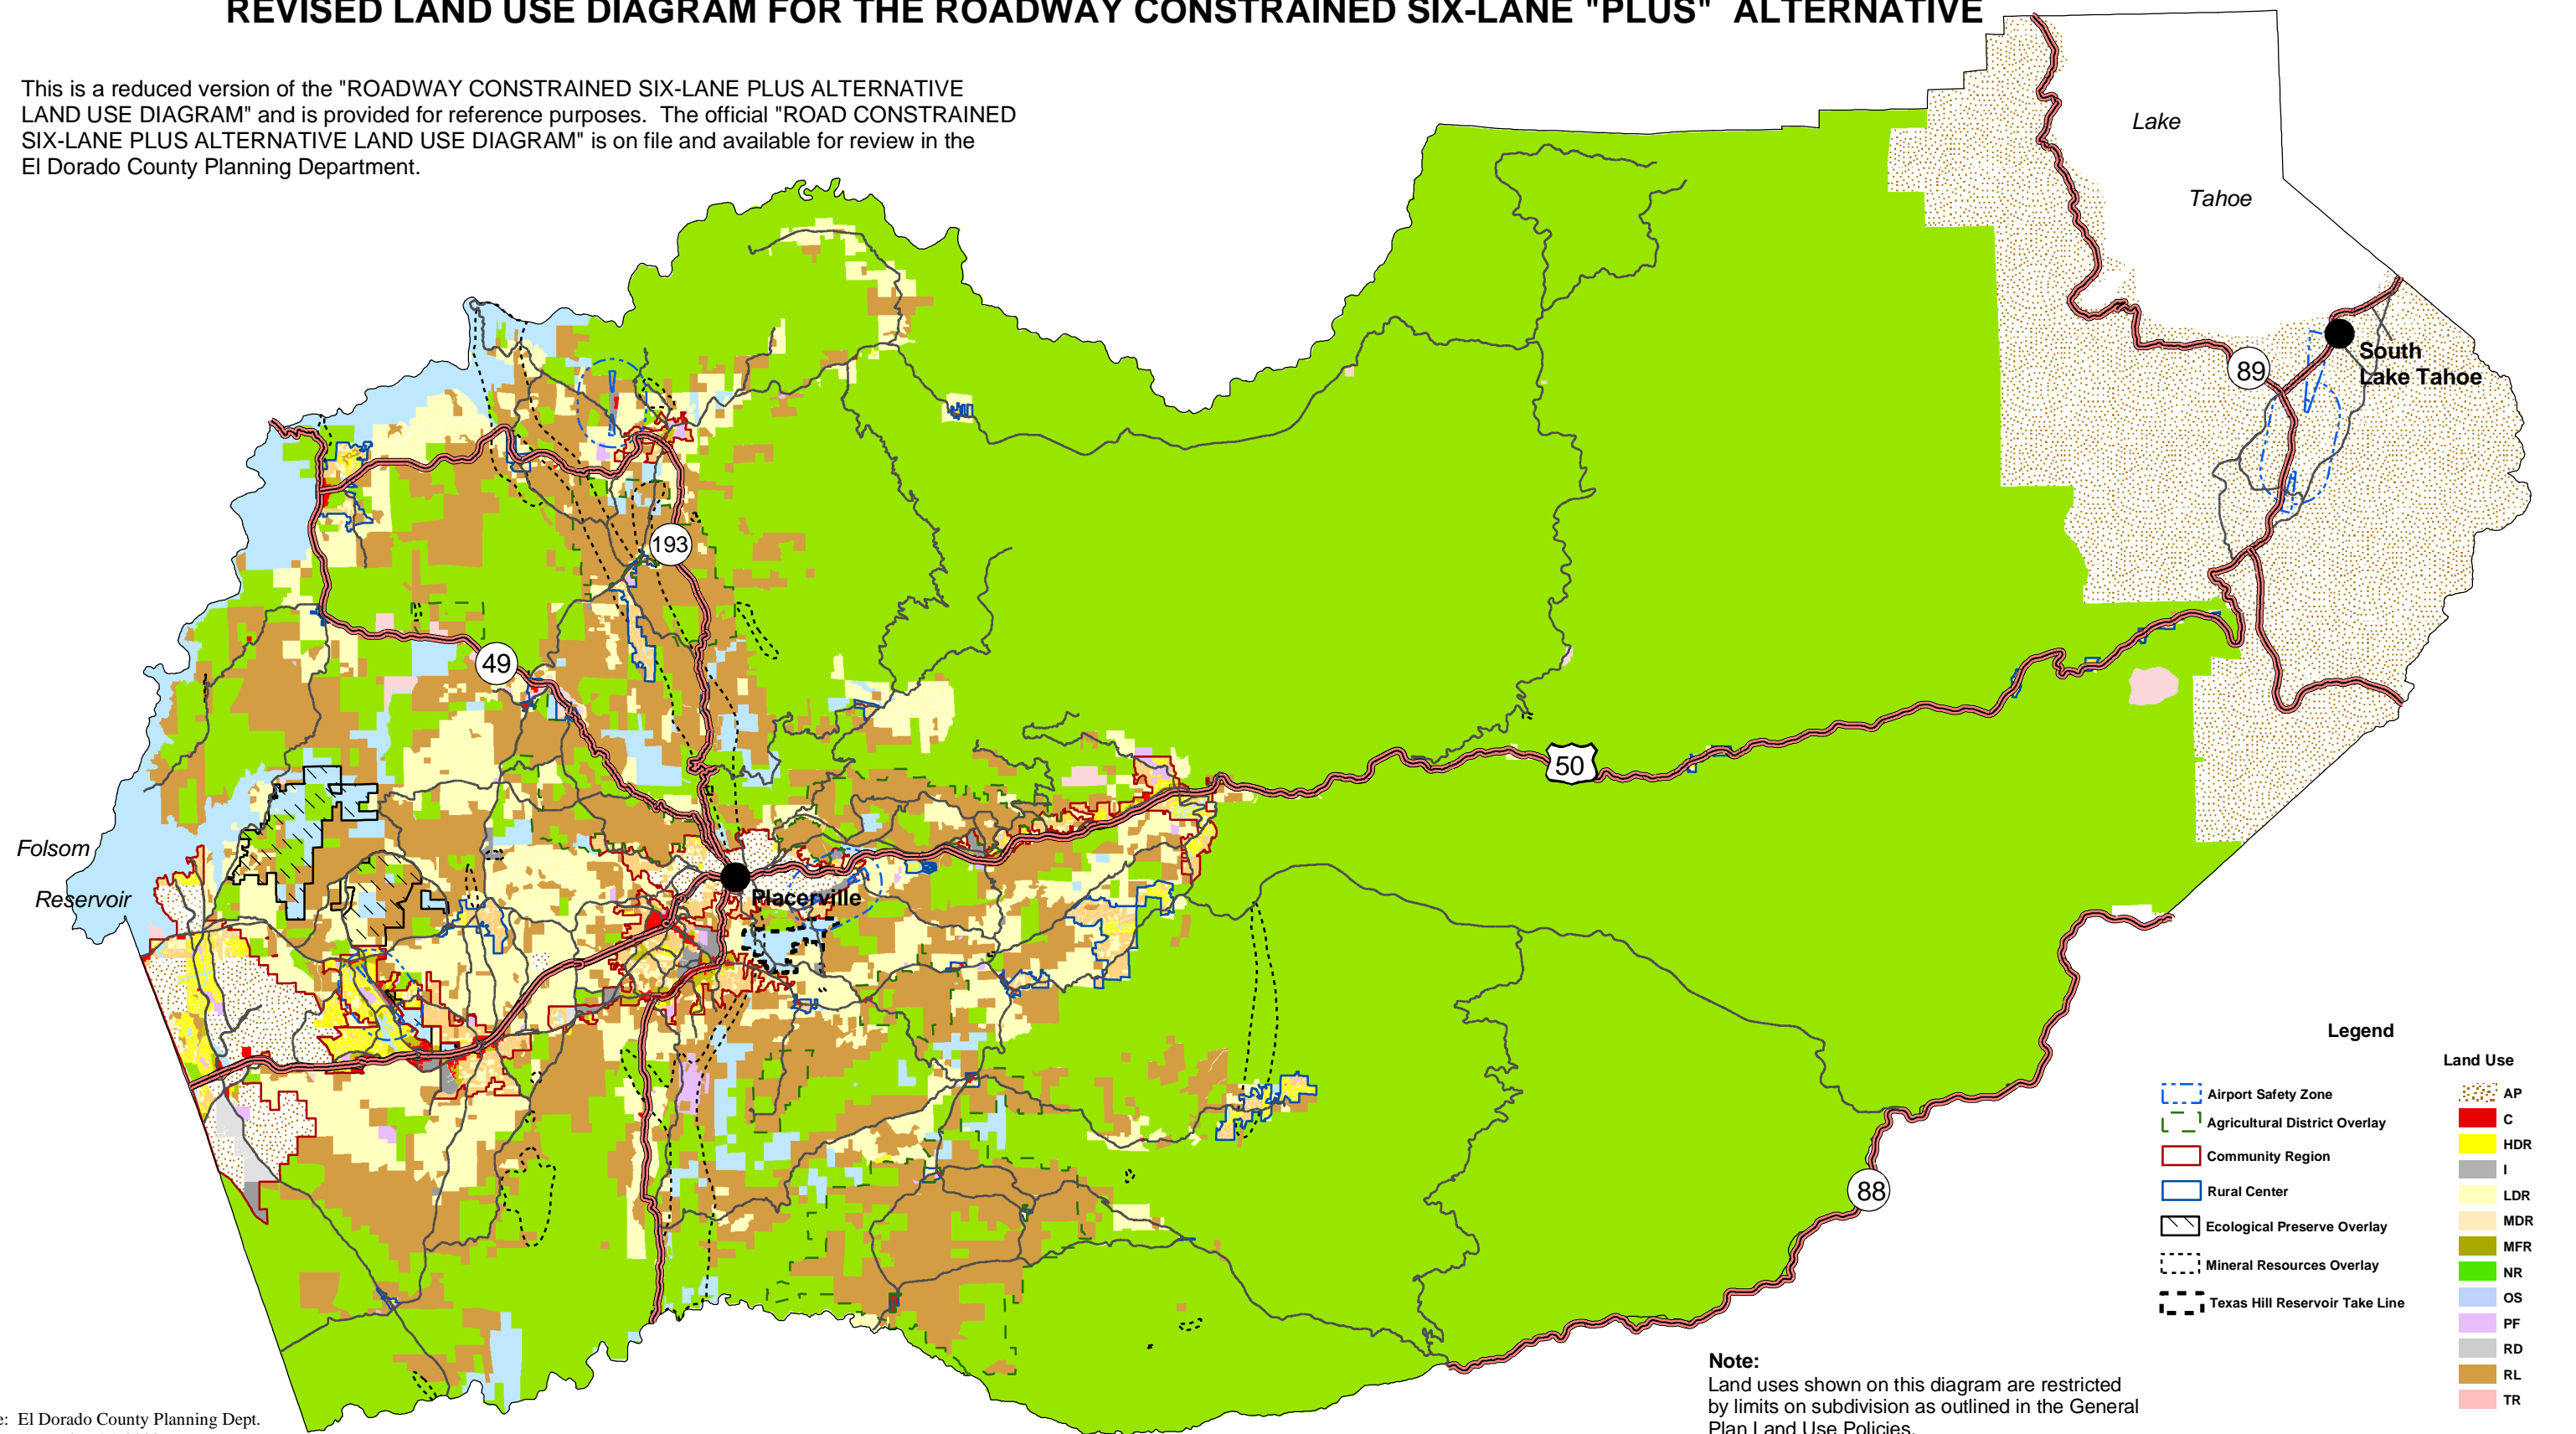 REVISED LAND USE DIAGRAM FOR THE ROADWAY CONSTRAINED SIX-LANE "PLUS" ALTERNATIVE
This is a reduced version of the "ROADWAY CONSTRAINED SIX-LANE PLUS ALTERNATIVE
LAND USE DIAGRAM" and is provided for reference purposes. The official "ROAD CONSTRAINED
SIX-LANE PLUS ALTERNATIVE LAND USE DIAGRAM" is on file and available for review in the
El Dorado County Planning Department.
Lake
Tahoe
South
Lake Tahoe
89
193
49
50
Folsom
Reservoir
Placerville
88
Legend
Land Use
Airport Safety Zone
Agricultural District Overlay
Community Region
Rural Center
Ecological Preserve Overlay
Mineral Resources Overlay
Texas Hill Reservoir Take Line
AP
C
HDR
I
LDR
MDR
MFR
NR
OS
PF
RD
RL
TR
Note:
Land uses shown on this diagram are restricted
by limits on subdivision as outlined in the General
Plan Land Use Policies.
El Dorado County Planning Dept.